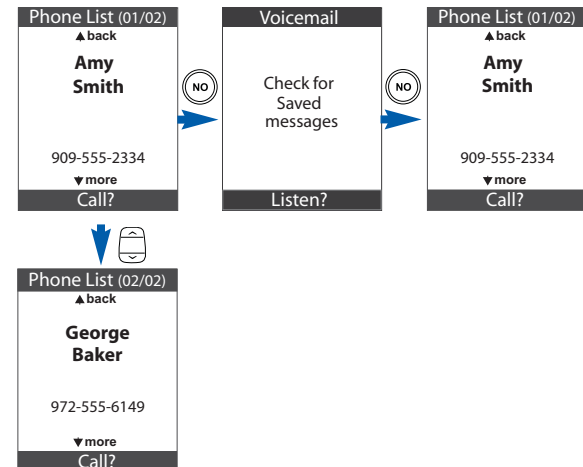 Phone List (01/02)
▲ back
Amy
Smith
909-555-2334
▼ more
Call?
NO
Voicemail
Check for
Saved
messages
Listen?
NO
Phone List (01/02)
▲ back
Amy
Smith
909-555-2334
▼ more
Call?
Phone List (02/02)
▲ back
George
Baker
972-555-6149
▼ more
Call?